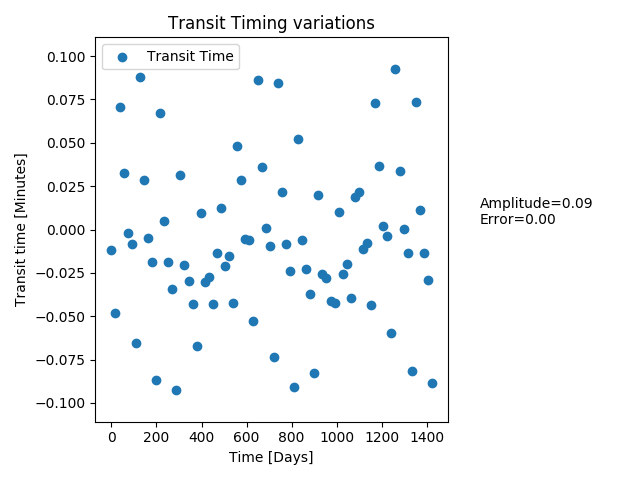 Transit Timing variations
Transit Time
0.100
0.075
0.050
0.025
0.000
−0.025
−0.050
−0.075
−0.100
Transit time [Minutes]
0 200 400 600 800 1000 1200 1400
Time [Days]
Amplitude=0.09
Error=0.00